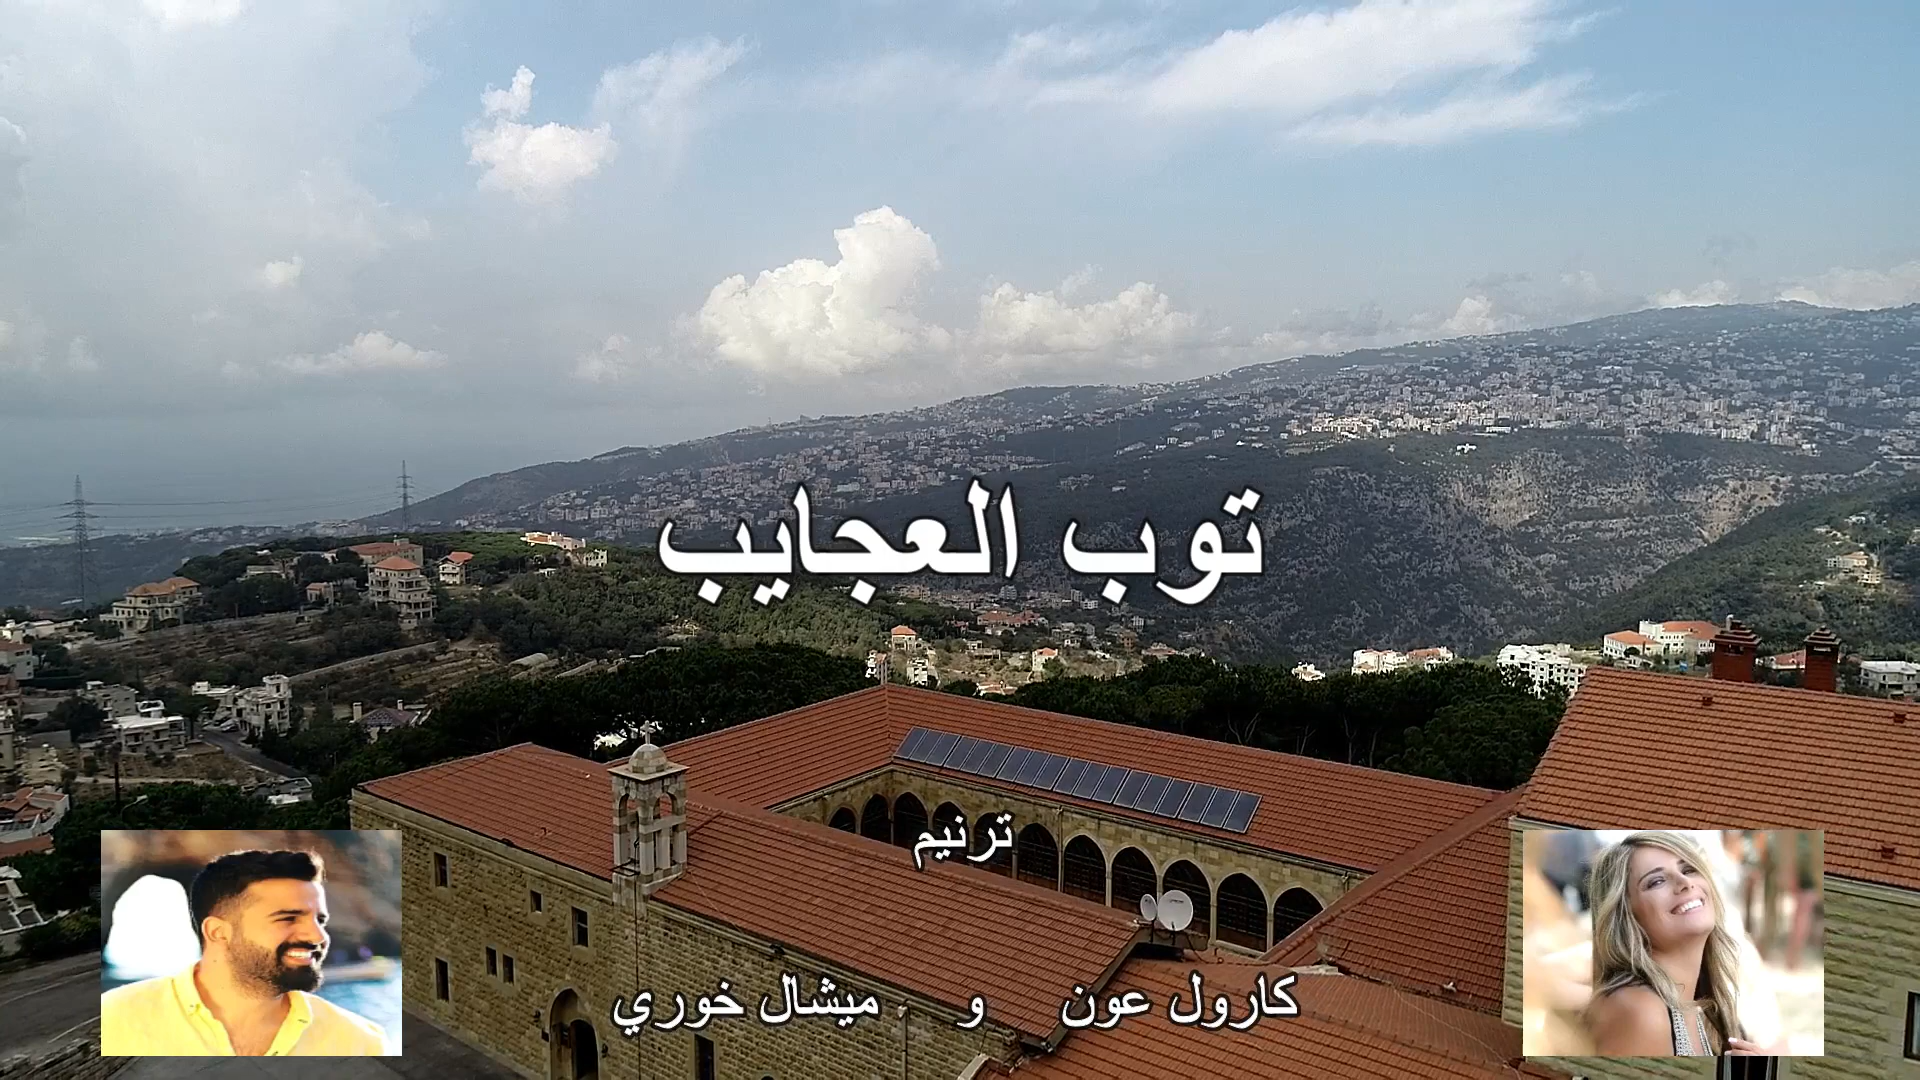 توب العجايب
ترنيم
كارول عون و ميشال خوري